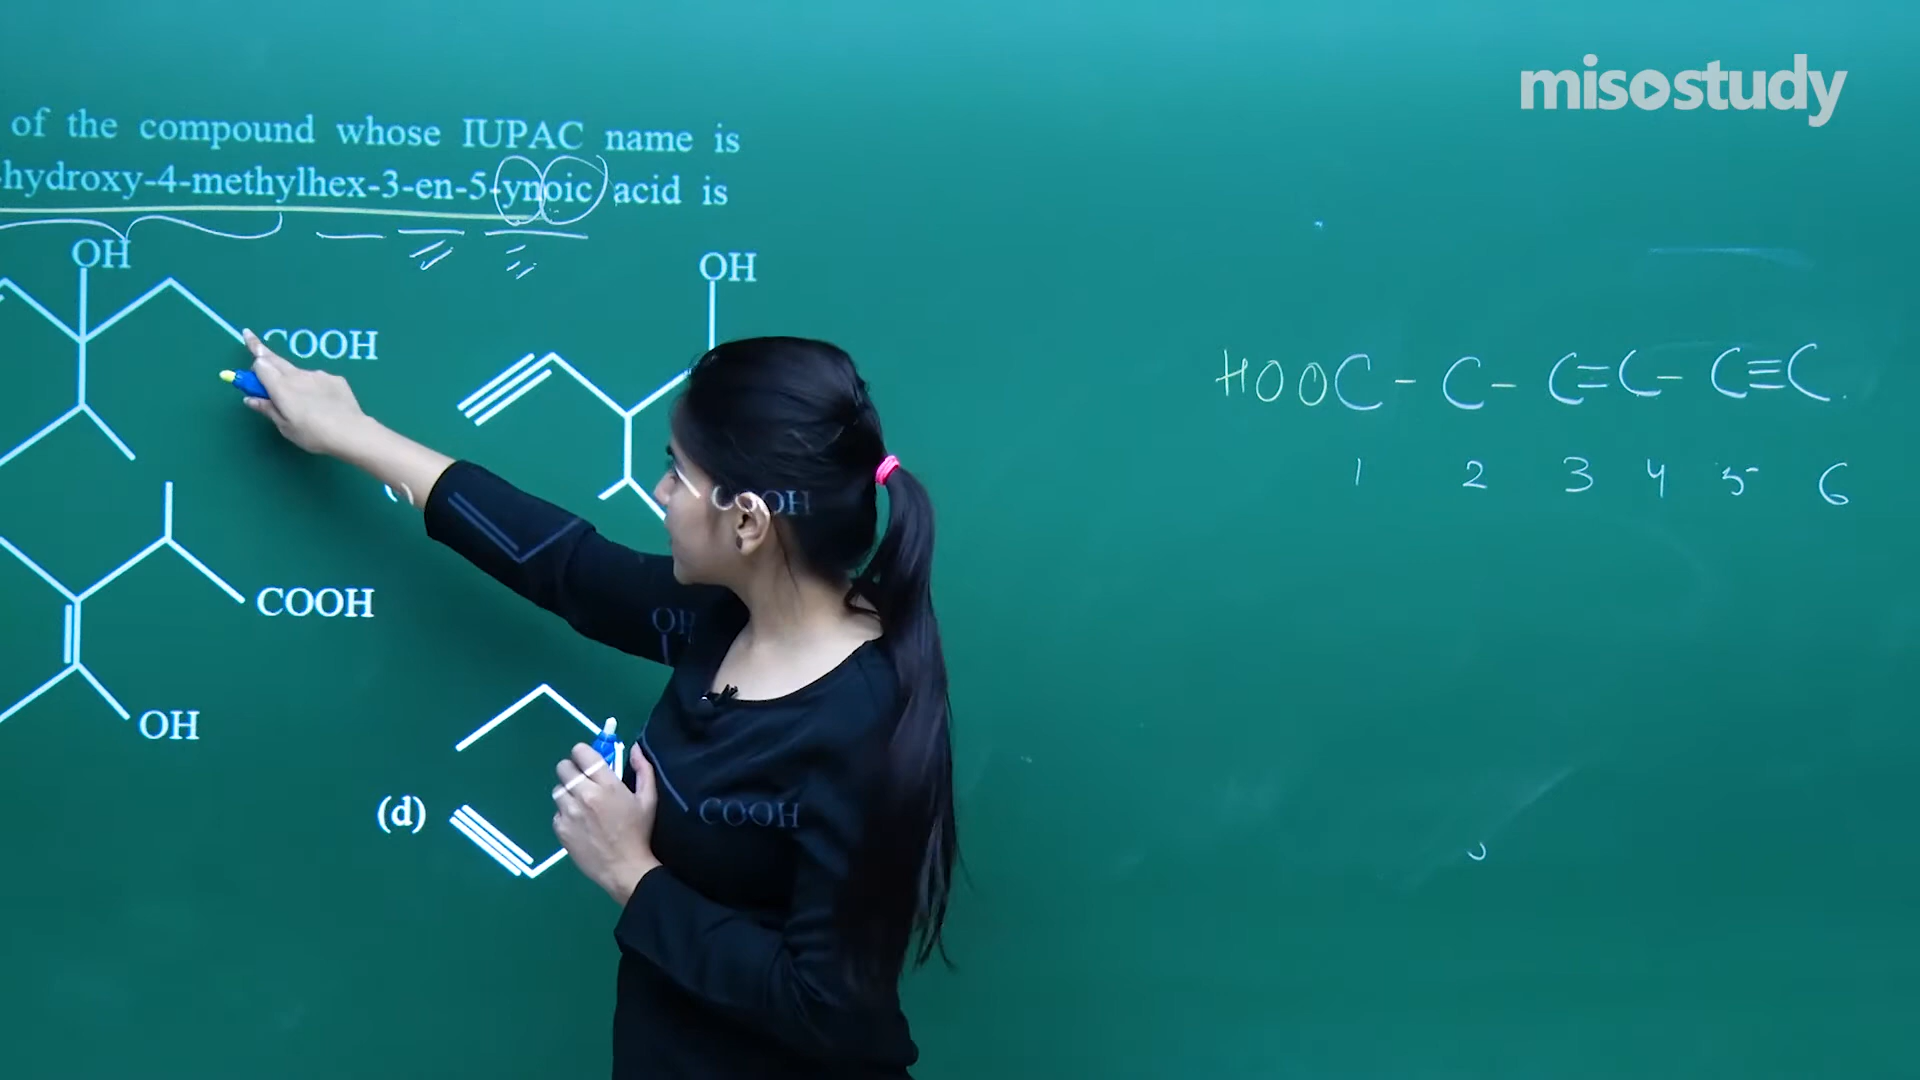 misostudy
of the compound whose IUPAC name is
-hydroxy-4-methylhex-3-en-5-ynoic acid is
OH
COOH
OH
COOH
HOOC - C - C=C - C≡C.
1 2 3 4 5 6
COOH
OH
OH
COOH
(d)